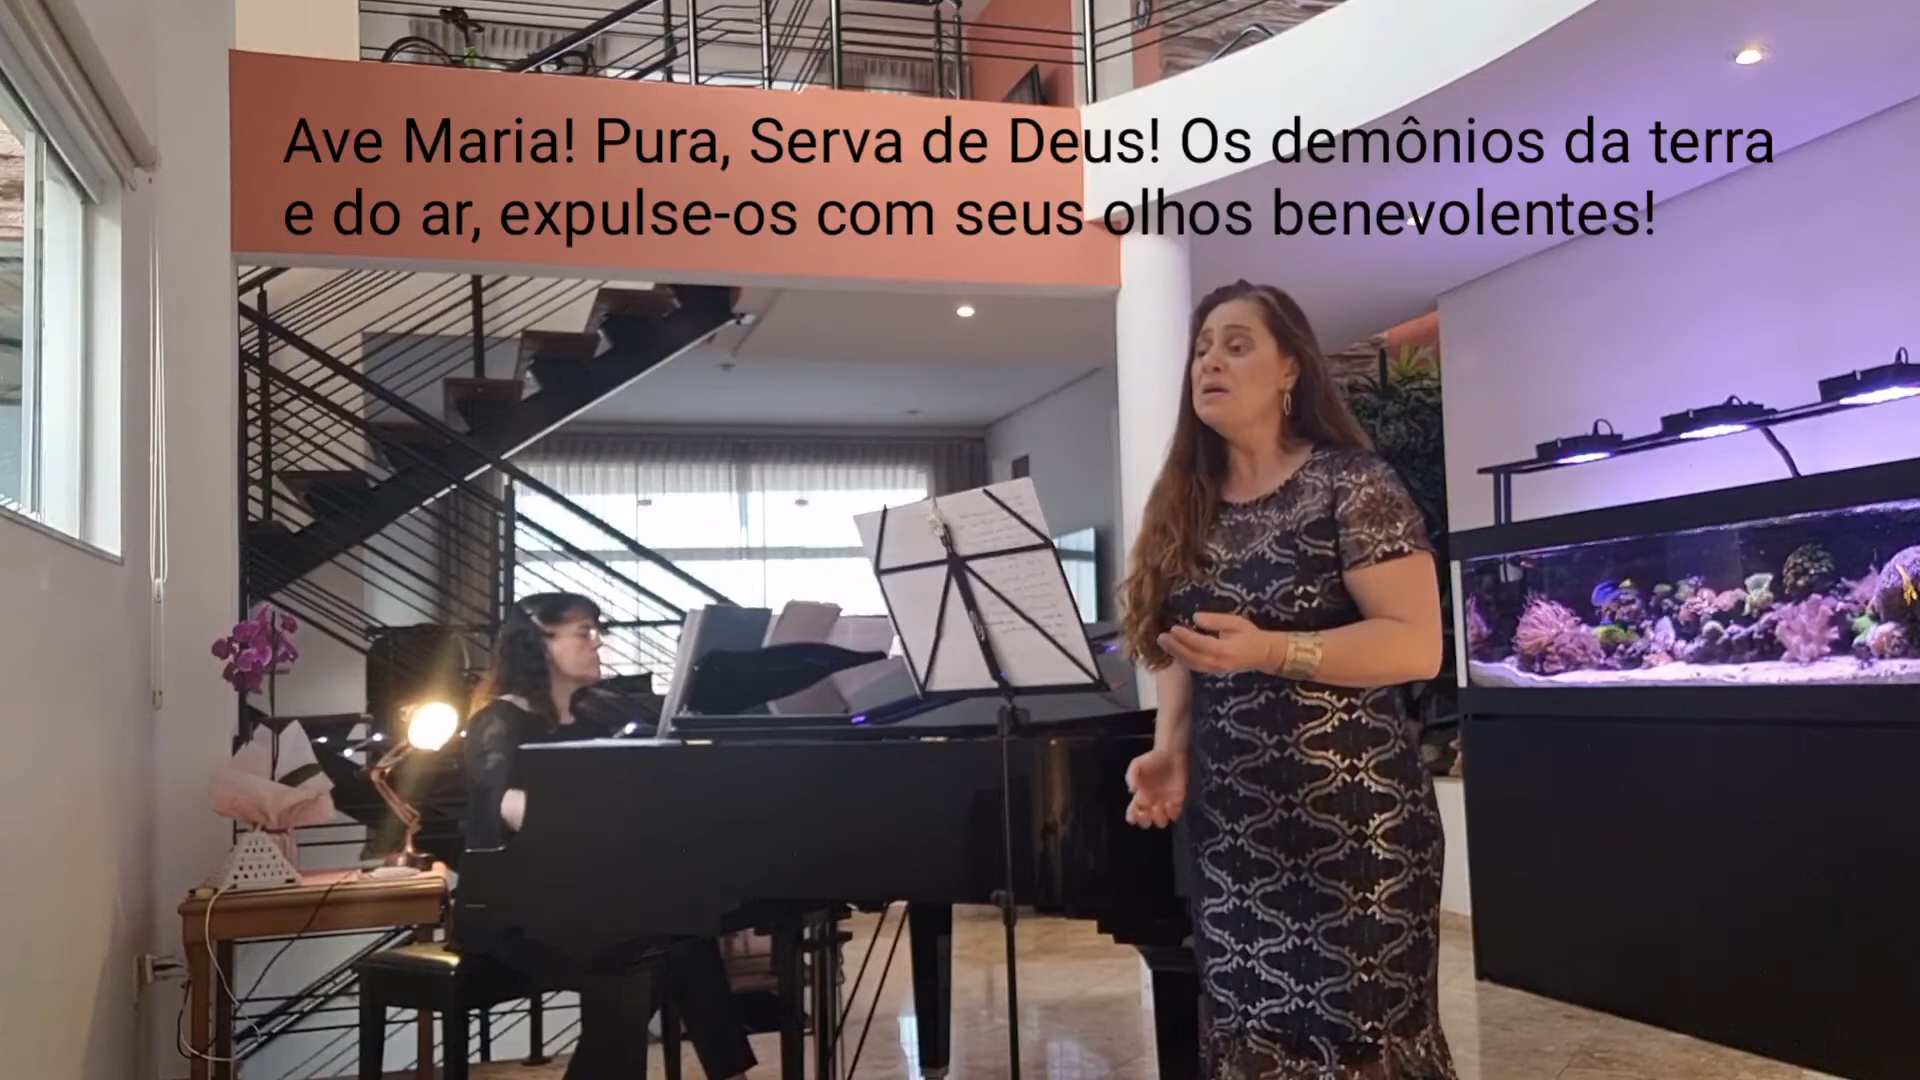 Ave Maria! Pura, Serva de Deus! Os demônios da terra
e do ar, expulse-os com seus olhos benevolentes!